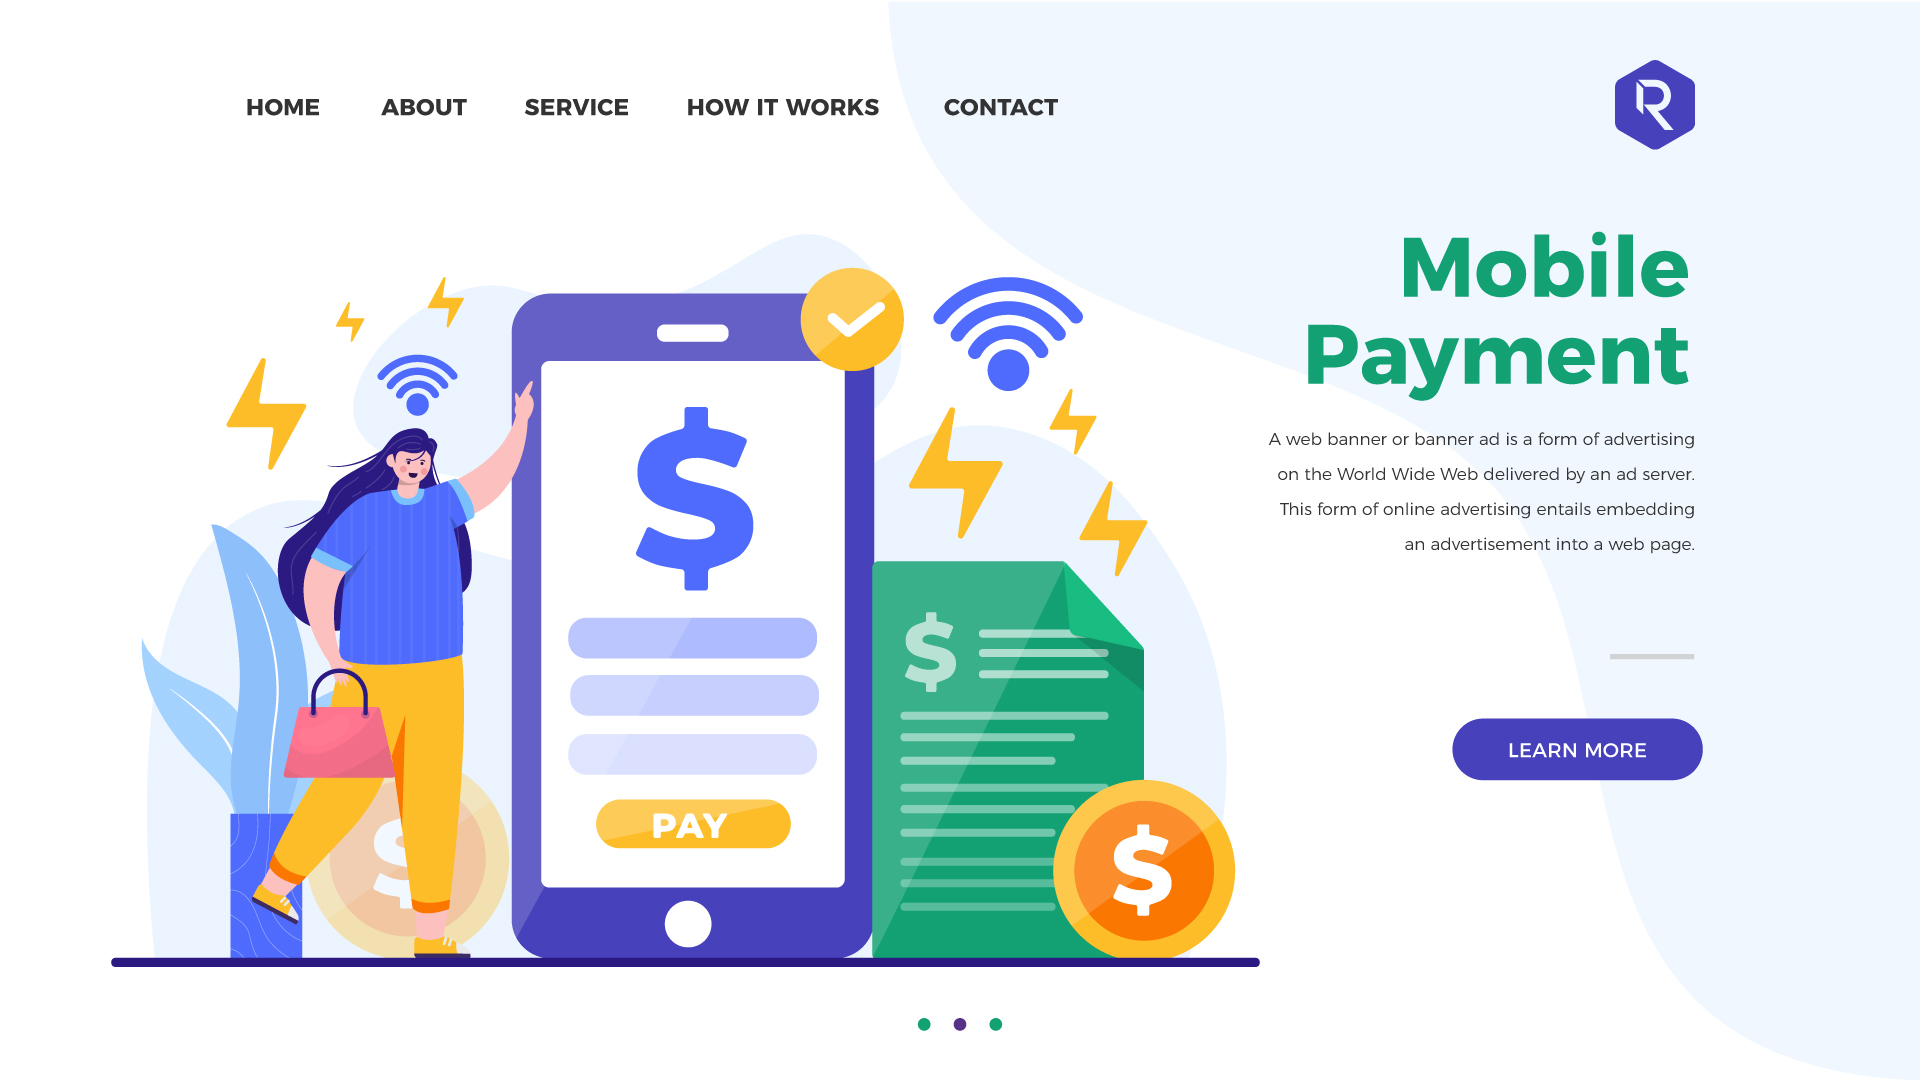 HOME ABOUT SERVICE HOW IT WORKS CONTACT
R
Mobile
Payment
A web banner or banner ad is a form of advertising
on the World Wide Web delivered by an ad server.
This form of online advertising entails embedding
an advertisement into a web page.
LEARN MORE
$
PAY
$
$
$